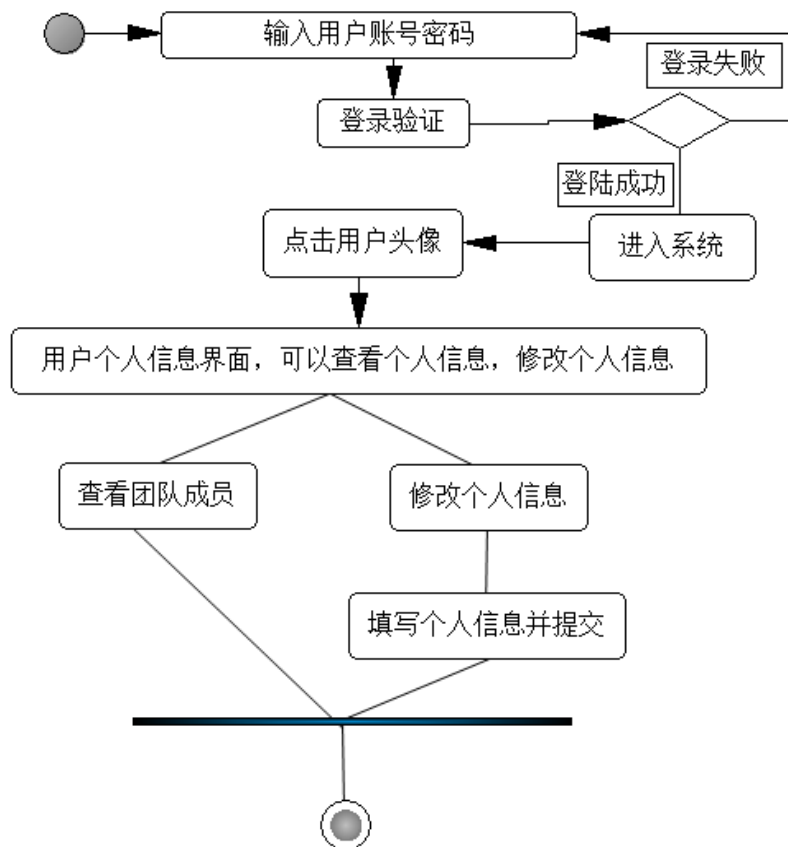 输入用户账号密码
登录失败
登录验证
登陆成功
点击用户头像
进入系统
用户个人信息界面，可以查看个人信息，修改个人信息
查看团队成员
修改个人信息
填写个人信息并提交